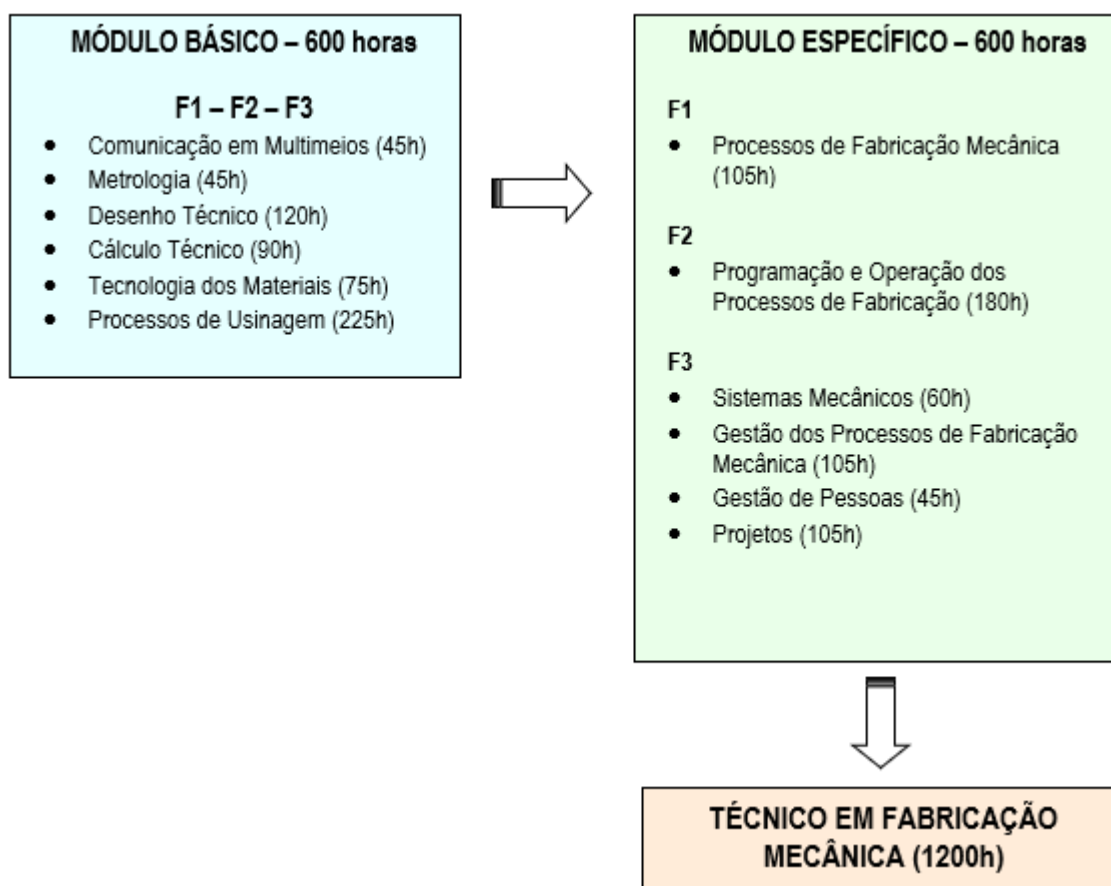 MÓDULO BÁSICO – 600 horas
F1 – F2 – F3
• Comunicação em Multimeios (45h)
• Metrologia (45h)
• Desenho Técnico (120h)
• Cálculo Técnico (90h)
• Tecnologia dos Materiais (75h)
• Processos de Usinagem (225h)
MÓDULO ESPECÍFICO – 600 horas
F1
• Processos de Fabricação Mecânica
(105h)
F2
• Programação e Operação dos
Processos de Fabricação (180h)
F3
• Sistemas Mecânicos (60h)
• Gestão dos Processos de Fabricação
Mecânica (105h)
• Gestão de Pessoas (45h)
• Projetos (105h)
TÉCNICO EM FABRICAÇÃO
MECÂNICA (1200h)